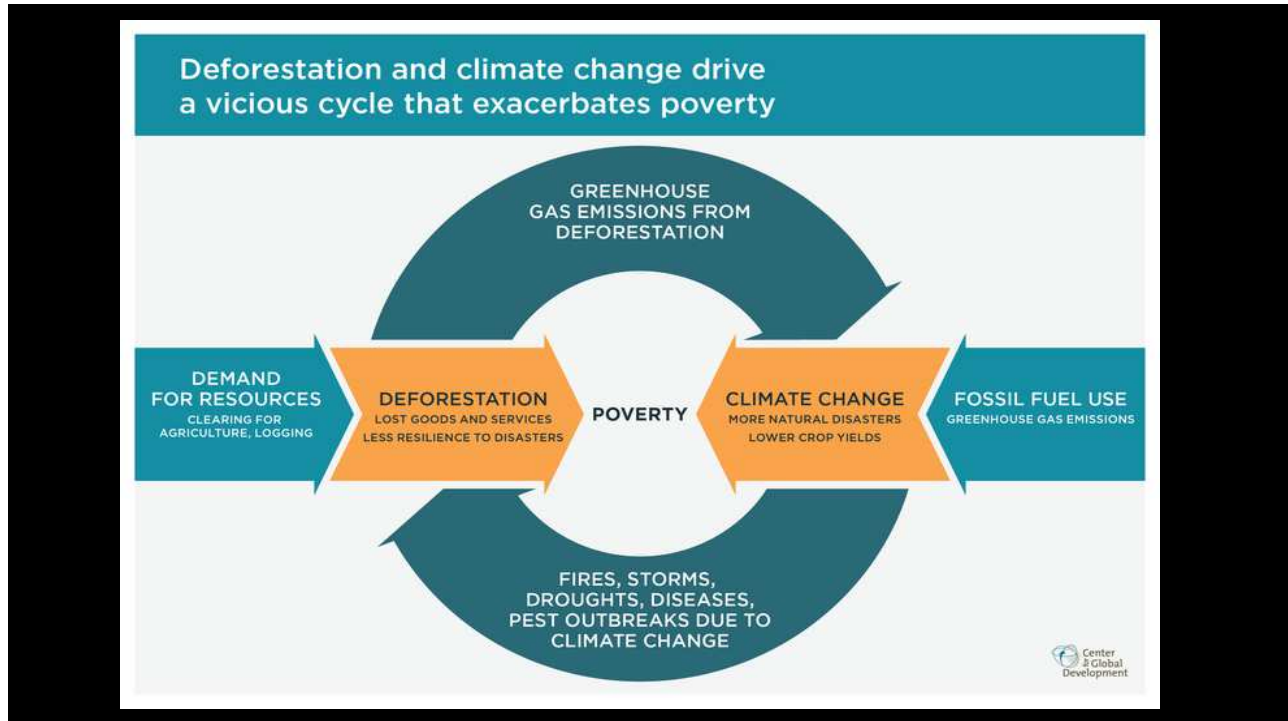 Deforestation and climate change drive
a vicious cycle that exacerbates poverty
GREENHOUSE
GAS EMISSIONS FROM
DEFORESTATION
DEMAND
FOR RESOURCES
CLEARING FOR
AGRICULTURE, LOGGING
DEFORESTATION
LOST GOODS AND SERVICES
LESS RESILIENCE TO DISASTERS
POVERTY
CLIMATE CHANGE
MORE NATURAL DISASTERS
LOWER CROP YIELDS
FOSSIL FUEL USE
GREENHOUSE GAS EMISSIONS
FIRES, STORMS,
DROUGHTS, DISEASES,
PEST OUTBREAKS DUE TO
CLIMATE CHANGE
Center
for Global
Development